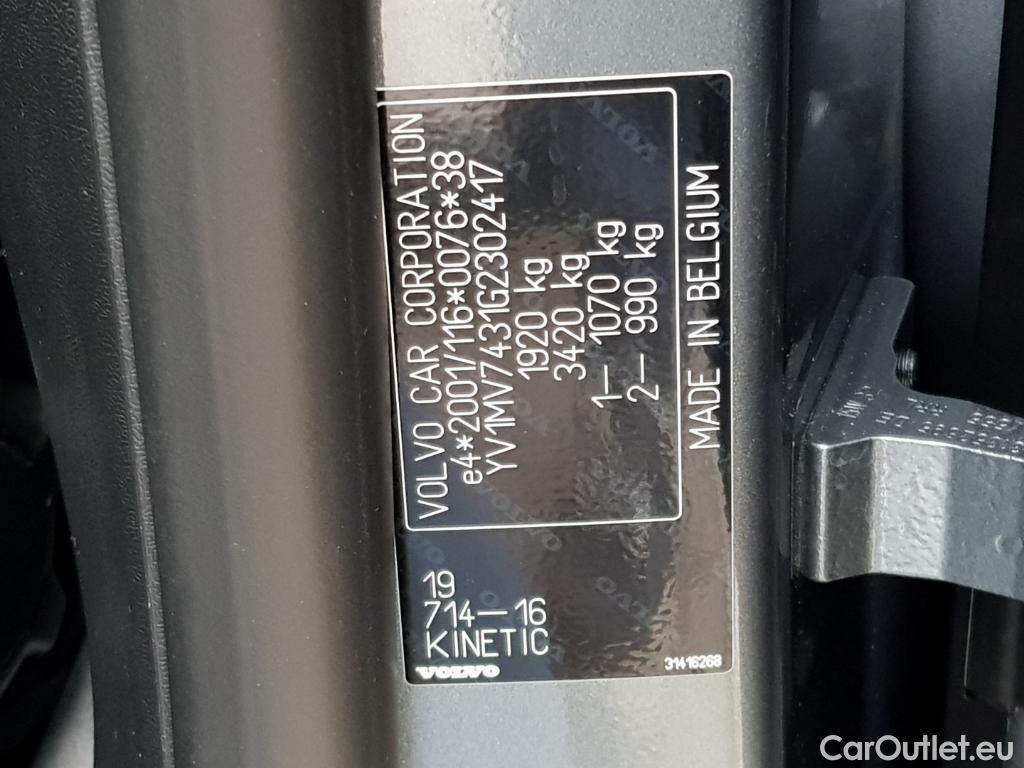 VOLVO CAR CORPORATION
e4*2001/116*0076*38
YV1MV7431G2302417
1920 kg
3420 kg
1— 1070 kg
2— 990 kg
MADE IN BELGIUM
19
714—16
KINETIC
VOLVO
31416268
CarOutlet.eu